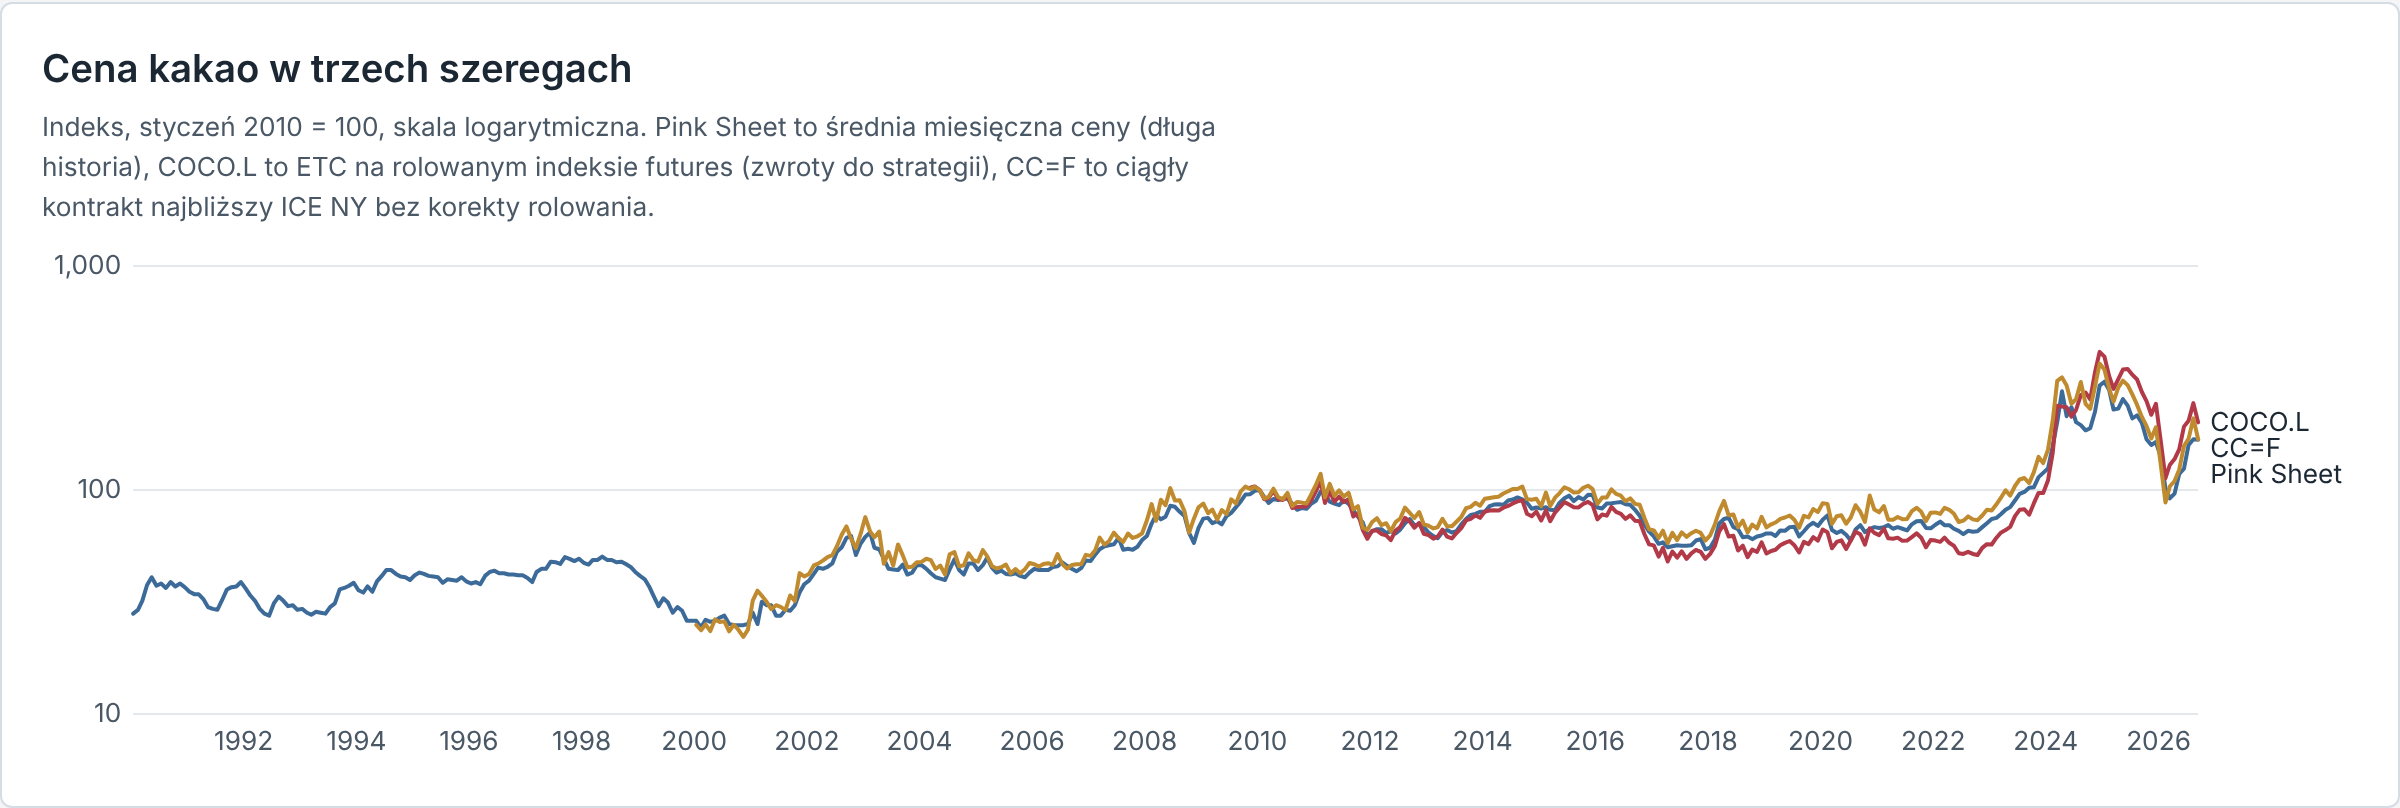 Cena kakao w trzech szeregach
Indeks, styczeń 2010 = 100, skala logarytmiczna. Pink Sheet to średnia miesięczna ceny (długa
historia), COCO.L to ETC na rolowanym indeksie futures (zwroty do strategii), CC=F to ciągły
kontrakt najbliższy ICE NY bez korekty rolowania.
1,000
100
10
COCO.L
CC=F
Pink Sheet
1992 1994 1996 1998 2000 2002 2004 2006 2008 2010 2012 2014 2016 2018 2020 2022 2024 2026